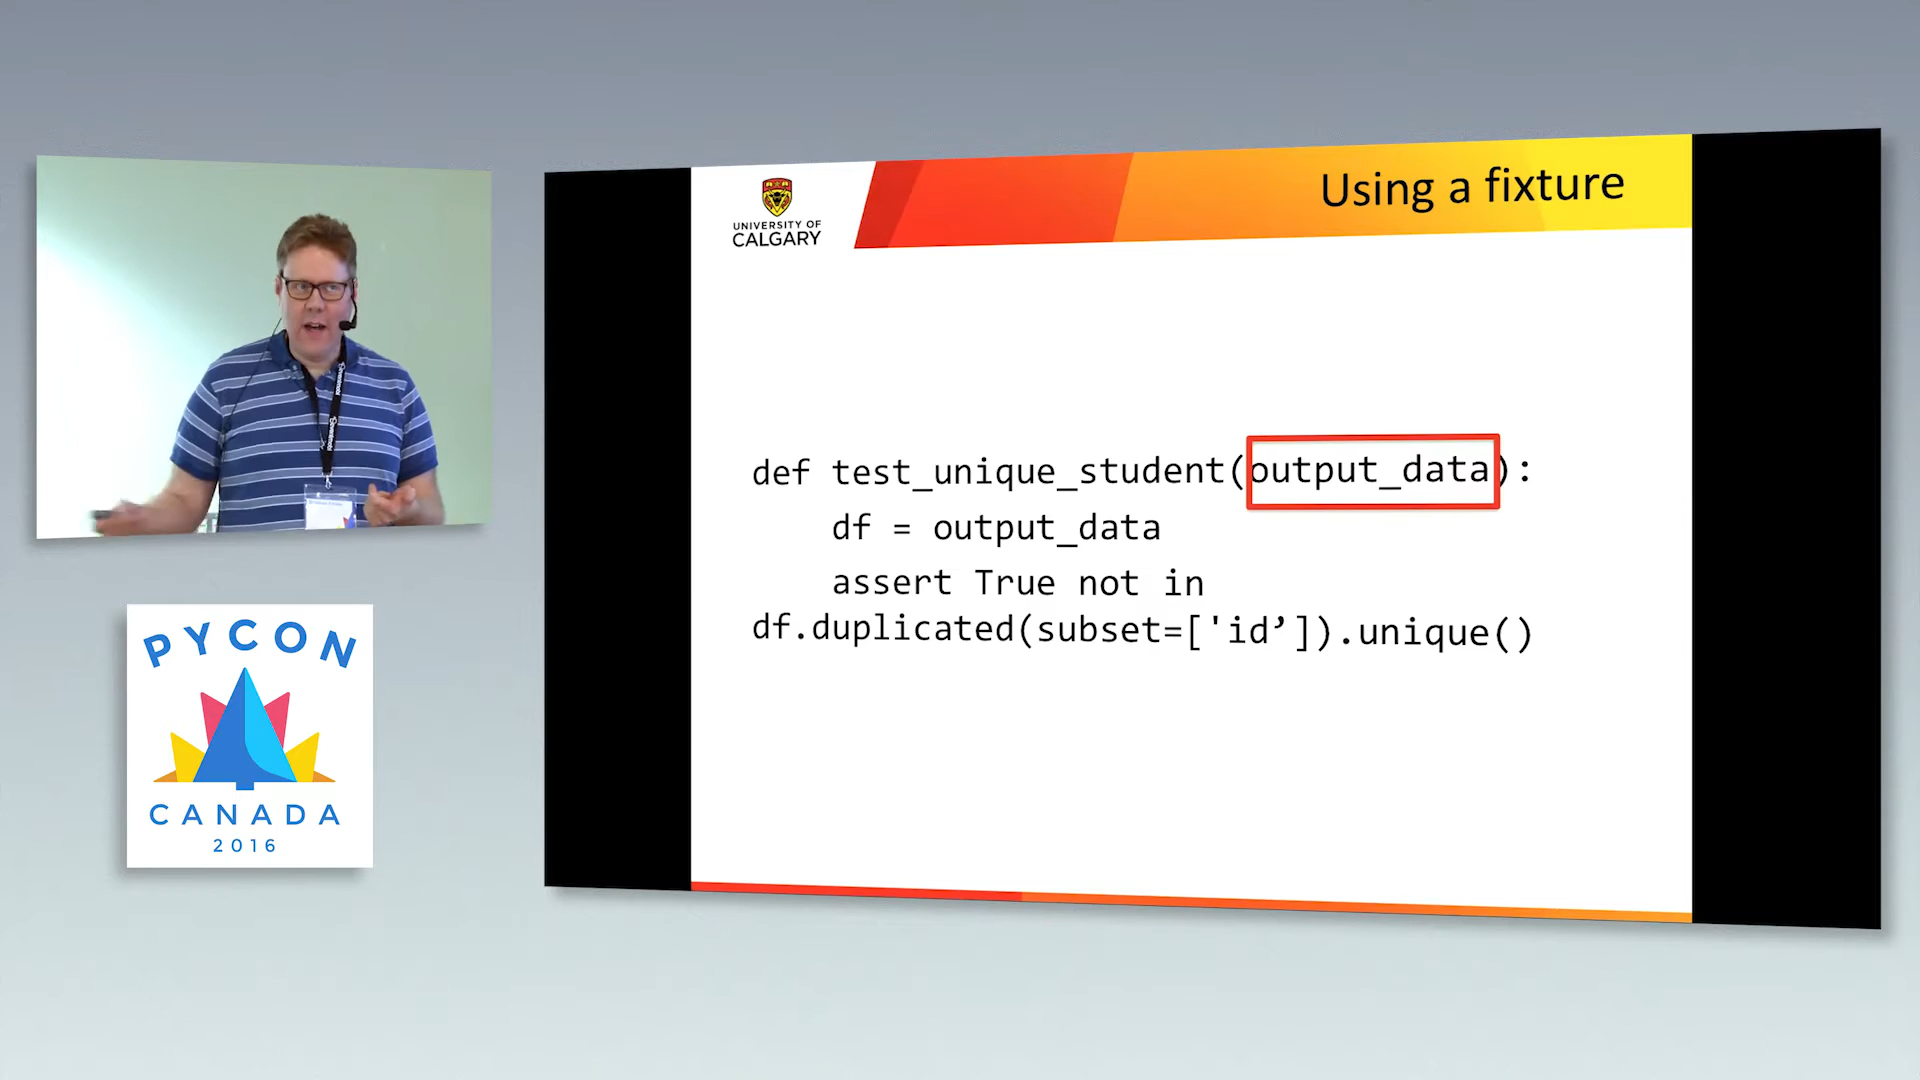 UNIVERSITY OF
CALGARY
Using a fixture
def test_unique_student(output_data):
df = output_data
assert True not in
df.duplicated(subset=['id’]).unique()
PYCON
CANADA
2016